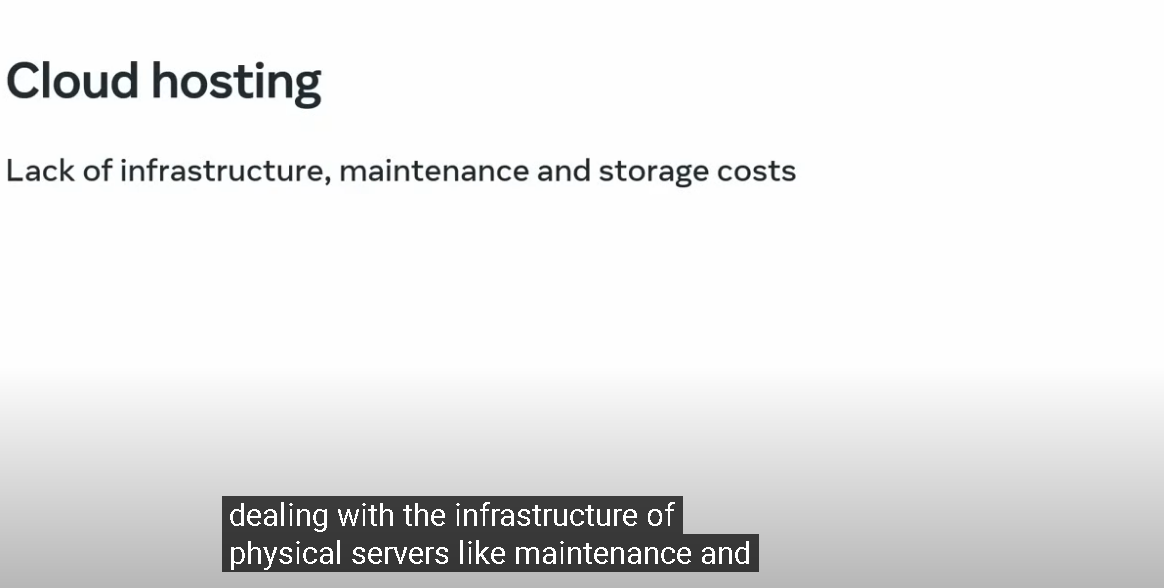 Cloud hosting
Lack of infrastructure, maintenance and storage costs
dealing with the infrastructure of
physical servers like maintenance and